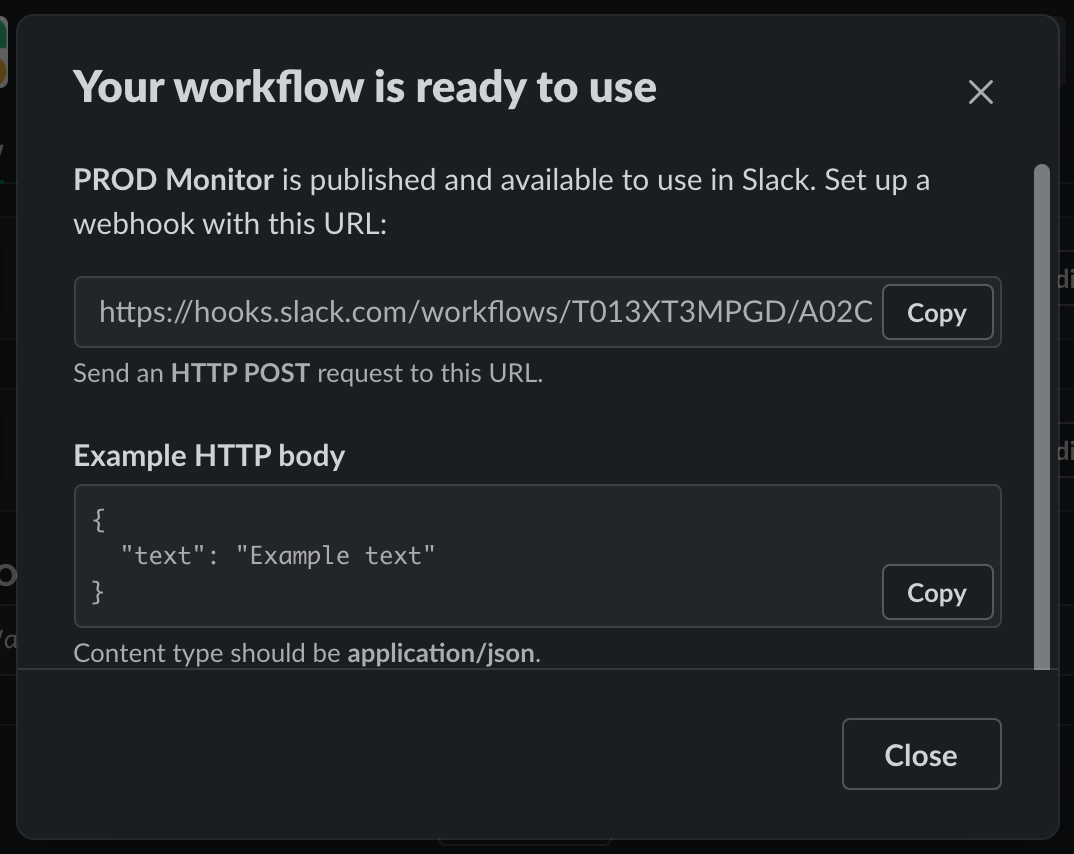 Your workflow is ready to use
PROD Monitor is published and available to use in Slack. Set up a
webhook with this URL:
https://hooks.slack.com/workflows/T013XT3MPGD/A02C
Copy
Send an HTTP POST request to this URL.
Example HTTP body
{
"text": "Example text"
}
Copy
Content type should be application/json.
Close